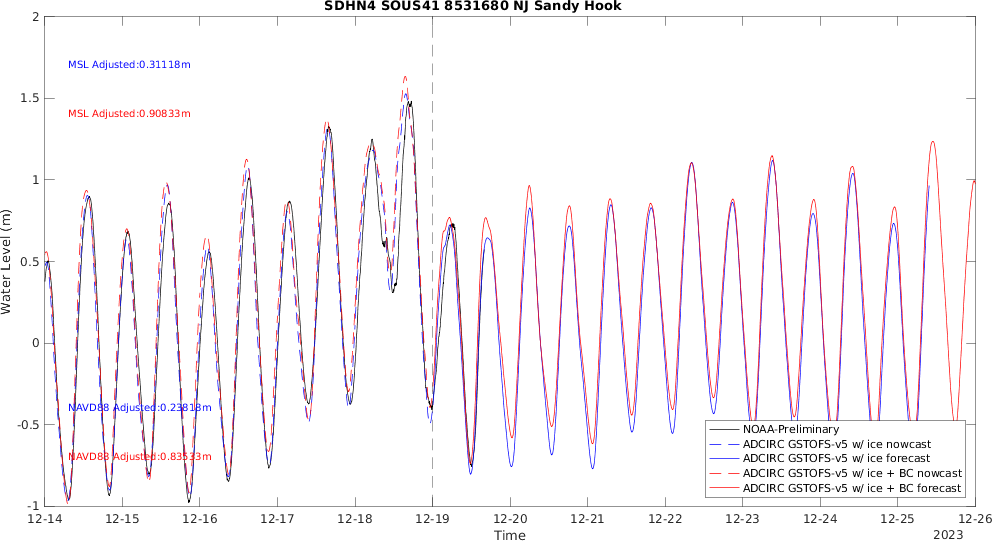 SDHN4 SOUS41 8531680 NJ Sandy Hook
2
1.5
1
0.5
0
-0.5
-1
Water Level (m)
MSL Adjusted:0.31118m
MSL Adjusted:0.90833m
NAVD88 Adjusted:0.23818m
NAVD88 Adjusted:0.83533m
NOAA-Preliminary
ADCIRC GSTOFS-v5 w/ ice nowcast
ADCIRC GSTOFS-v5 w/ ice forecast
ADCIRC GSTOFS-v5 w/ ice + BC nowcast
ADCIRC GSTOFS-v5 w/ ice + BC forecast
12-14 12-15 12-16 12-17 12-18 12-19 12-20 12-21 12-22 12-23 12-24 12-25 12-26
Time
2023